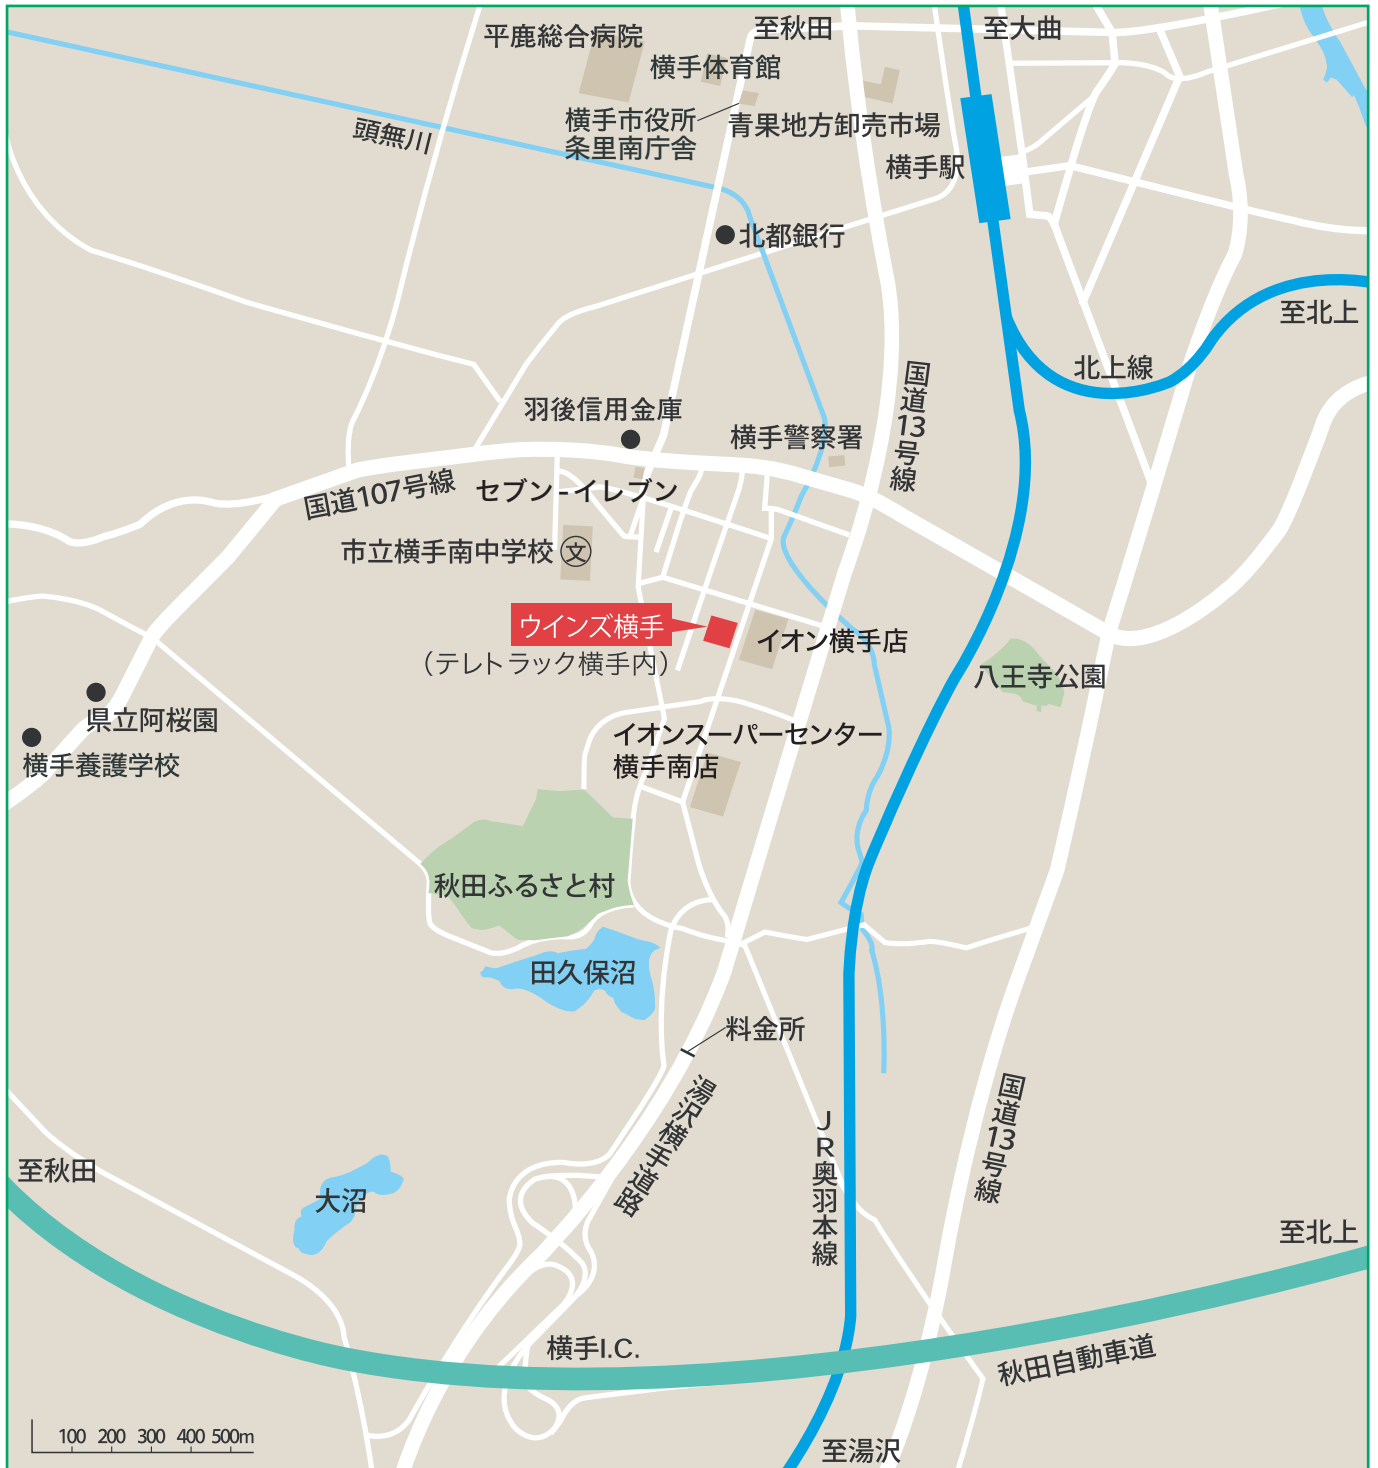 平鹿総合病院
至秋田
至大曲
横手体育館
横手市役所
条里南庁舎
青果地方卸売市場
頭無川
横手駅
北都銀行
至北上
北上線
国道13号線
羽後信用金庫
横手警察署
国道107号線
セブン-イレブン
市立横手南中学校
文
ウインズ横手
(テレトラック横手内)
イオン横手店
八王寺公園
県立阿桜園
横手養護学校
イオンスーパーセンター
横手南店
秋田ふるさと村
田久保沼
料金所
湯沢横手道路
国道13号線
JR奥羽本線
至秋田
大沼
至北上
横手I.C.
秋田自動車道
100 200 300 400 500m
至湯沢